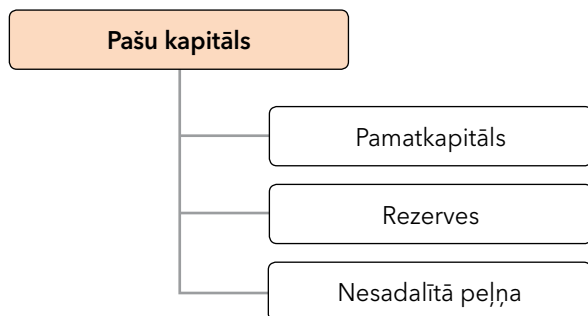 Pašu kapitāls
Pamatkapitāls
Rezerves
Nesadalītā peļņa